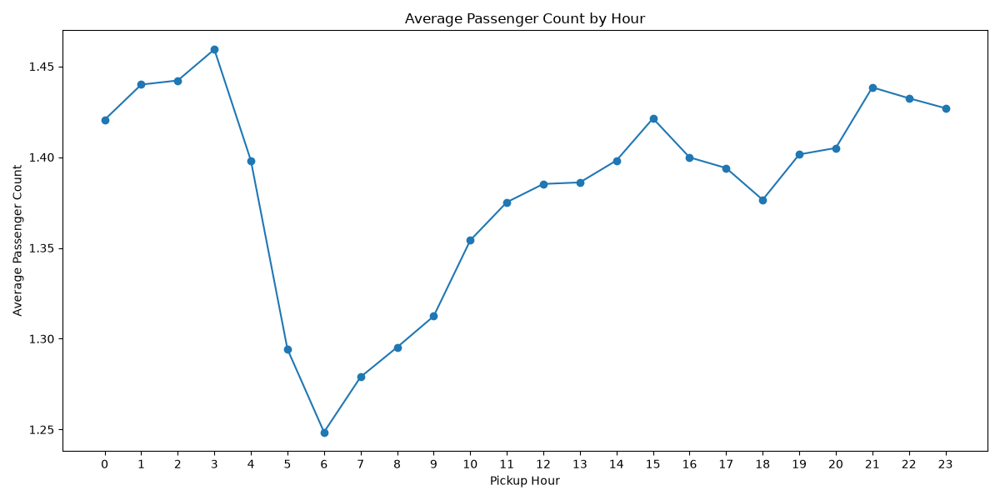 Average Passenger Count by Hour
Average Passenger Count
1.45
1.40
1.35
1.30
1.25
0 1 2 3 4 5 6 7 8 9 10 11 12 13 14 15 16 17 18 19 20 21 22 23
Pickup Hour